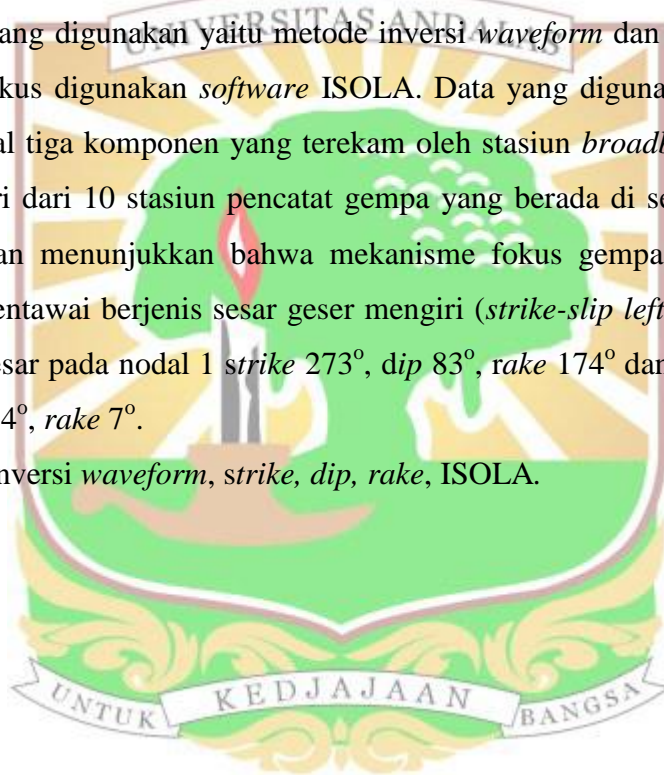 UNIVERSITAS ANDALAS
ang digunakan yaitu metode inversi waveform dan
kus digunakan software ISOLA. Data yang diguna
al tiga komponen yang terekam oleh stasiun broadb
ri dari 10 stasiun pencatat gempa yang berada di se
an menunjukkan bahwa mekanisme fokus gempa
entawai berjenis sesar geser mengiri (strike-slip left
esar pada nodal 1 strike 273°, dip 83°, rake 174° dan
4°, rake 7°.
nversi waveform, strike, dip, rake, ISOLA.
UNTUK KEDJAJAAN BANGSA